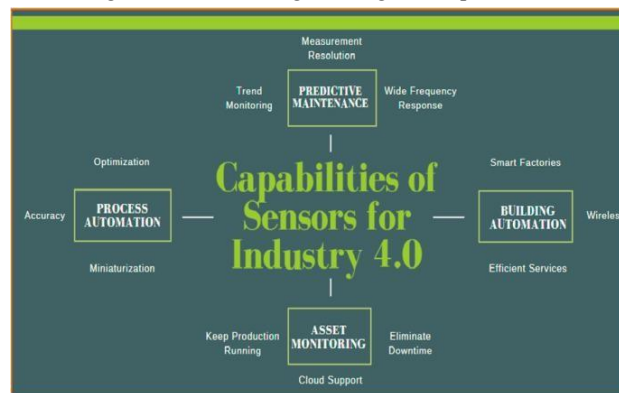 Measurement
Resolution
Trend
Monitoring
PREDICTIVE
MAINTENANCE
Wide Frequency
Response
Optimization
Accuracy
PROCESS
AUTOMATION
Miniaturization
Capabilities of
Sensors for
Industry 4.0
Smart Factories
BUILDING
AUTOMATION
Wireless
Efficient Services
Keep Production
Running
ASSET
MONITORING
Eliminate
Downtime
Cloud Support